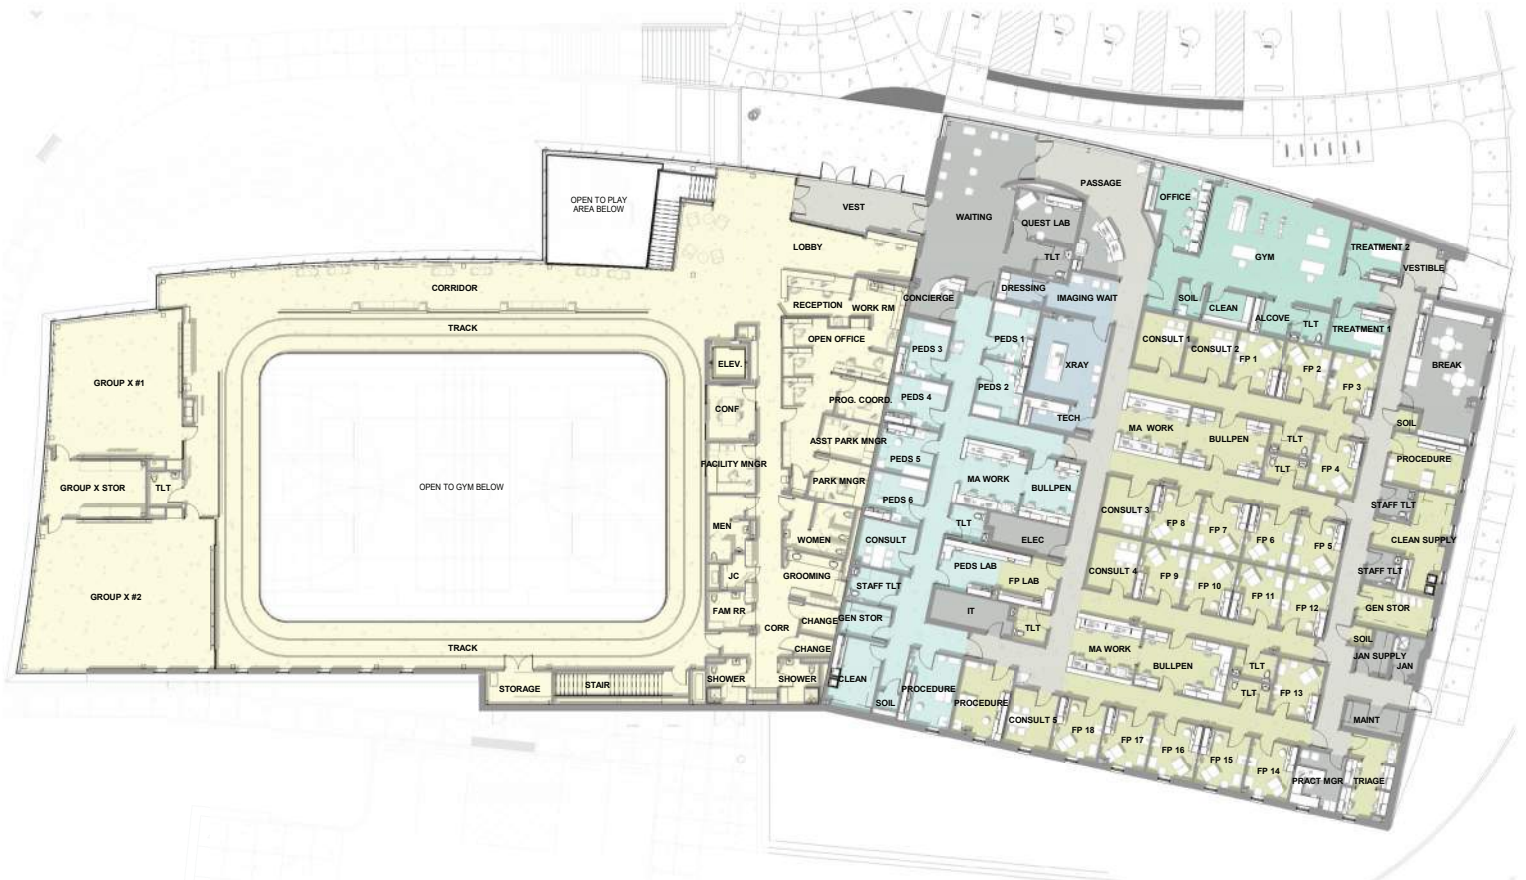 OPEN TO PLAY
AREA BELOW
VEST
LOBBY
CORRIDOR
TRACK
RECEPTION
WORK RM
OPEN OFFICE
ELEV.
CONF
PROG. COORD.
ASST PARK MNGR
FACILITY MNGR
PARK MNGR
GROUP X #1
GROUP X STOR
TLT
OPEN TO GYM BELOW
GROUP X #2
MEN
WOMEN
JC
GROOMING
FAM RR
CHANGE
CORR
CHANGE
TRACK
STORAGE
STAIR
SHOWER
SHOWER
WAITING
PASSAGE
QUEST LAB
TLT
CONCIERGE
DRESSING
IMAGING WAIT
OFFICE
GYM
TREATMENT 2
VESTIBLE
SOIL
CLEAN
ALCOVE
TLT
TREATMENT 1
PEDS 3
PEDS 1
XRAY
PEDS 4
PEDS 2
TECH
PEDS 5
MA WORK
BULLPEN
PEDS 6
TLT
ELEC
CONSULT
PEDS LAB
FP LAB
STAFF TLT
IT
GEN STOR
TLT
CLEAN
SOIL
PROCEDURE
PROCEDURE
CONSULT 1
CONSULT 2
FP 1
FP 2
FP 3
BREAK
MA WORK
BULLPEN
TLT
TLT
FP 4
SOIL
PROCEDURE
CONSULT 3
FP 8
FP 7
FP 6
FP 5
STAFF TLT
CLEAN SUPPLY
CONSULT 4
FP 9
FP 10
FP 11
FP 12
STAFF TLT
GEN STOR
SOIL
MA WORK
BULLPEN
TLT
TLT
FP 13
JAN SUPPLY
JAN
MAINT
CONSULT 5
FP 18
FP 17
FP 16
FP 15
FP 14
PRACT MGR
TRIAGE